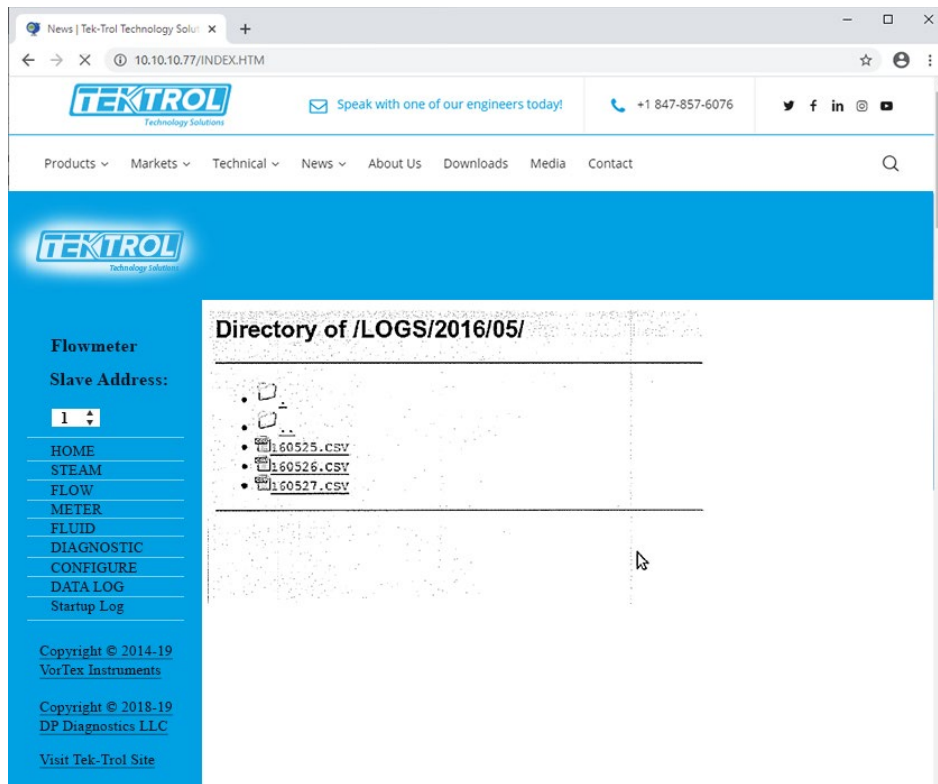 News | Tek-Trol Technology Solut
10.10.10.77/INDEX.HTM
TEKTROL
Technology Solutions
Speak with one of our engineers today!
+1 847-857-6076
Products
Markets
Technical
News
About Us
Downloads
Media
Contact
TEKTROL
Technology Solutions
Flowmeter
Slave Address:
1
HOME
STEAM
FLOW
METER
FLUID
DIAGNOSTIC
CONFIGURE
DATA LOG
Startup Log
Copyright © 2014-19
VorTex Instruments
Copyright © 2018-19
DP Diagnostics LLC
Visit Tek-Trol Site
Directory of /LOGS/2016/05/
.
..
160525.CSV
160526.CSV
160527.CSV